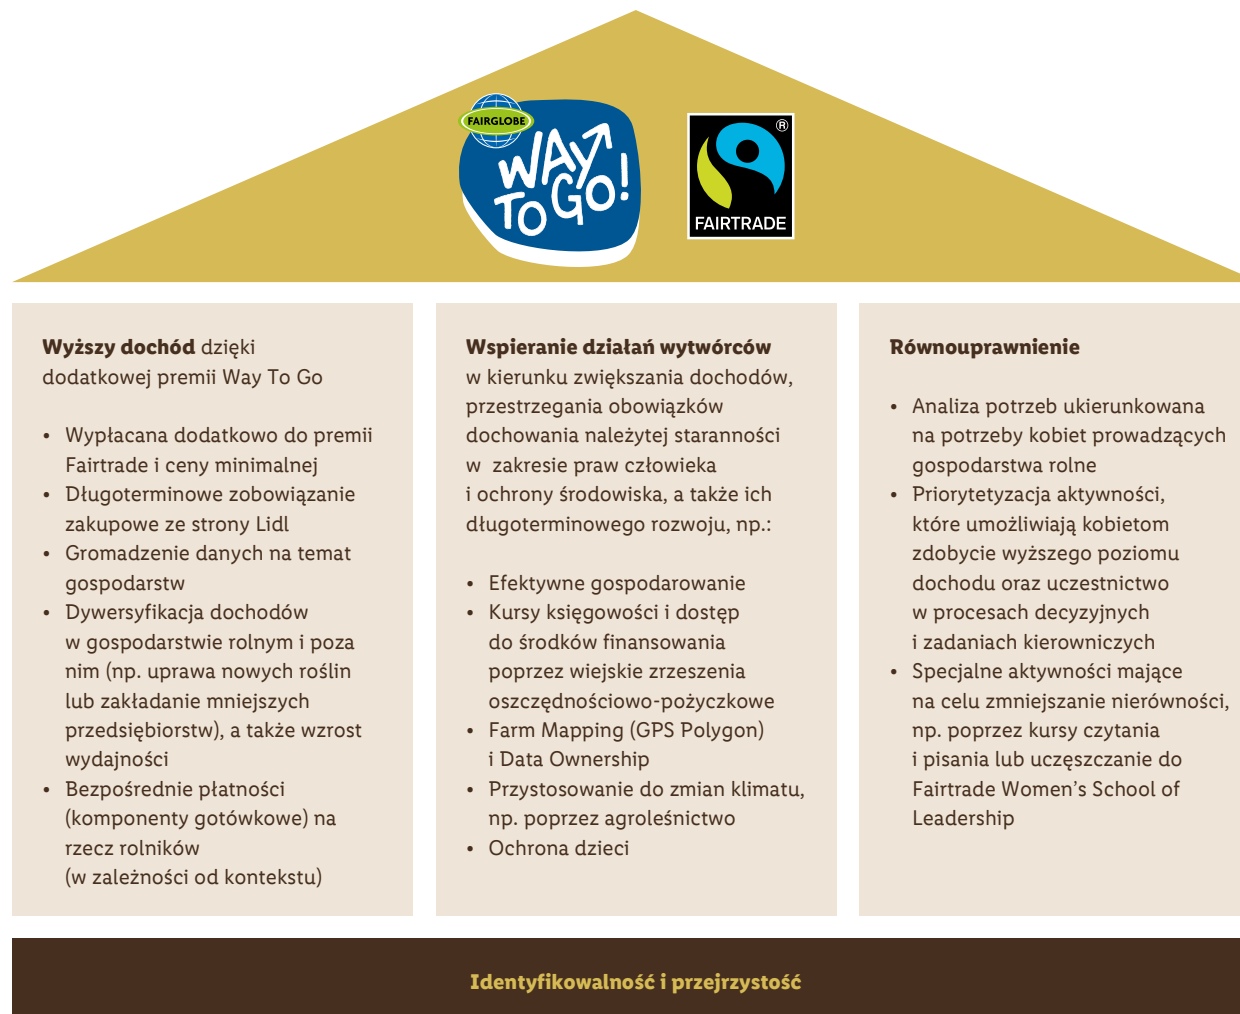 FAIRGLOBE
WAY
TO GO!
®
FAIRTRADE
Wyższy dochód dzięki
dodatkowej premii Way To Go
• Wypłacana dodatkowo do premii
Fairtrade i ceny minimalnej
• Długoterminowe zobowiązanie
zakupowe ze strony Lidl
• Gromadzenie danych na temat
gospodarstw
• Dywersyfikacja dochodów
w gospodarstwie rolnym i poza
nim (np. uprawa nowych roślin
lub zakładanie mniejszych
przedsiębiorstw), a także wzrost
wydajności
• Bezpośrednie płatności
(komponenty gotówkowe) na
rzecz rolników
(w zależności od kontekstu)
Wspieranie działań wytwórców
w kierunku zwiększania dochodów,
przestrzegania obowiązków
dochowania należytej staranności
w zakresie praw człowieka
i ochrony środowiska, a także ich
długoterminowego rozwoju, np.:
• Efektywne gospodarowanie
• Kursy księgowości i dostęp
do środków finansowania
poprzez wiejskie zrzeszenia
oszczędnościowo-pożyczkowe
• Farm Mapping (GPS Polygon)
i Data Ownership
• Przystosowanie do zmian klimatu,
np. poprzez agroleśnictwo
• Ochrona dzieci
Równouprawnienie
• Analiza potrzeb ukierunkowana
na potrzeby kobiet prowadzących
gospodarstwa rolne
• Priorytetyzacja aktywności,
które umożliwiają kobietom
zdobycie wyższego poziomu
dochodu oraz uczestnictwo
w procesach decyzyjnych
i zadaniach kierowniczych
• Specjalne aktywności mające
na celu zmniejszanie nierówności,
np. poprzez kursy czytania
i pisania lub uczęszczanie do
Fairtrade Women’s School of
Leadership
Identyfikowalność i przejrzystość